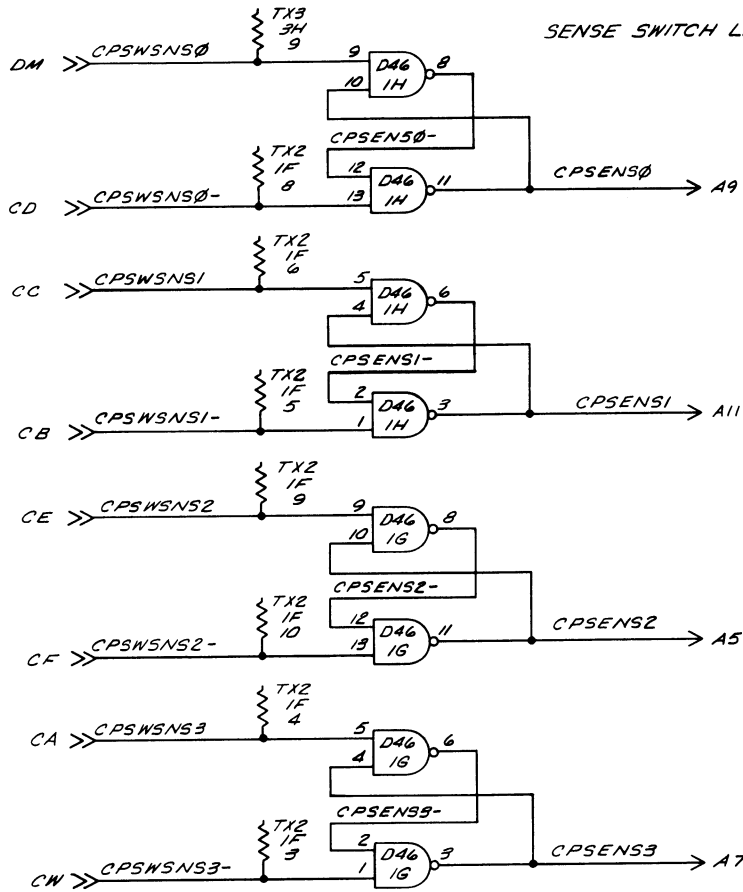 SENSE SWITCH L
TX3
3H
9
DM CPSWSNSØ
9 D46 8
10 1H
CPSEN5Ø-
TX2
1F
8
12 D46 11
13 1H
CPSENSØ A9
CD CPSWSNSØ-
TX2
1F
6
CC CPSWSNS1
5 D46 6
4 1H
CPSENS1-
TX2
1F
5
2 D46 3
1 1H
CPSENS1 A11
CB CPSWSNS1-
TX2
1F
9
CE CPSWSNS2
9 D46 8
10 1G
CPSENS2-
TX2
1F
10
12 D46 11
13 1G
CPSENS2 A5
CF CPSWSNS2-
TX2
1F
4
CA CPSWSNS3
5 D46 6
4 1G
CPSENS3-
TX2
1F
3
2 D46 3
1 1G
CPSENS3 A7
CW CPSWSNS3-